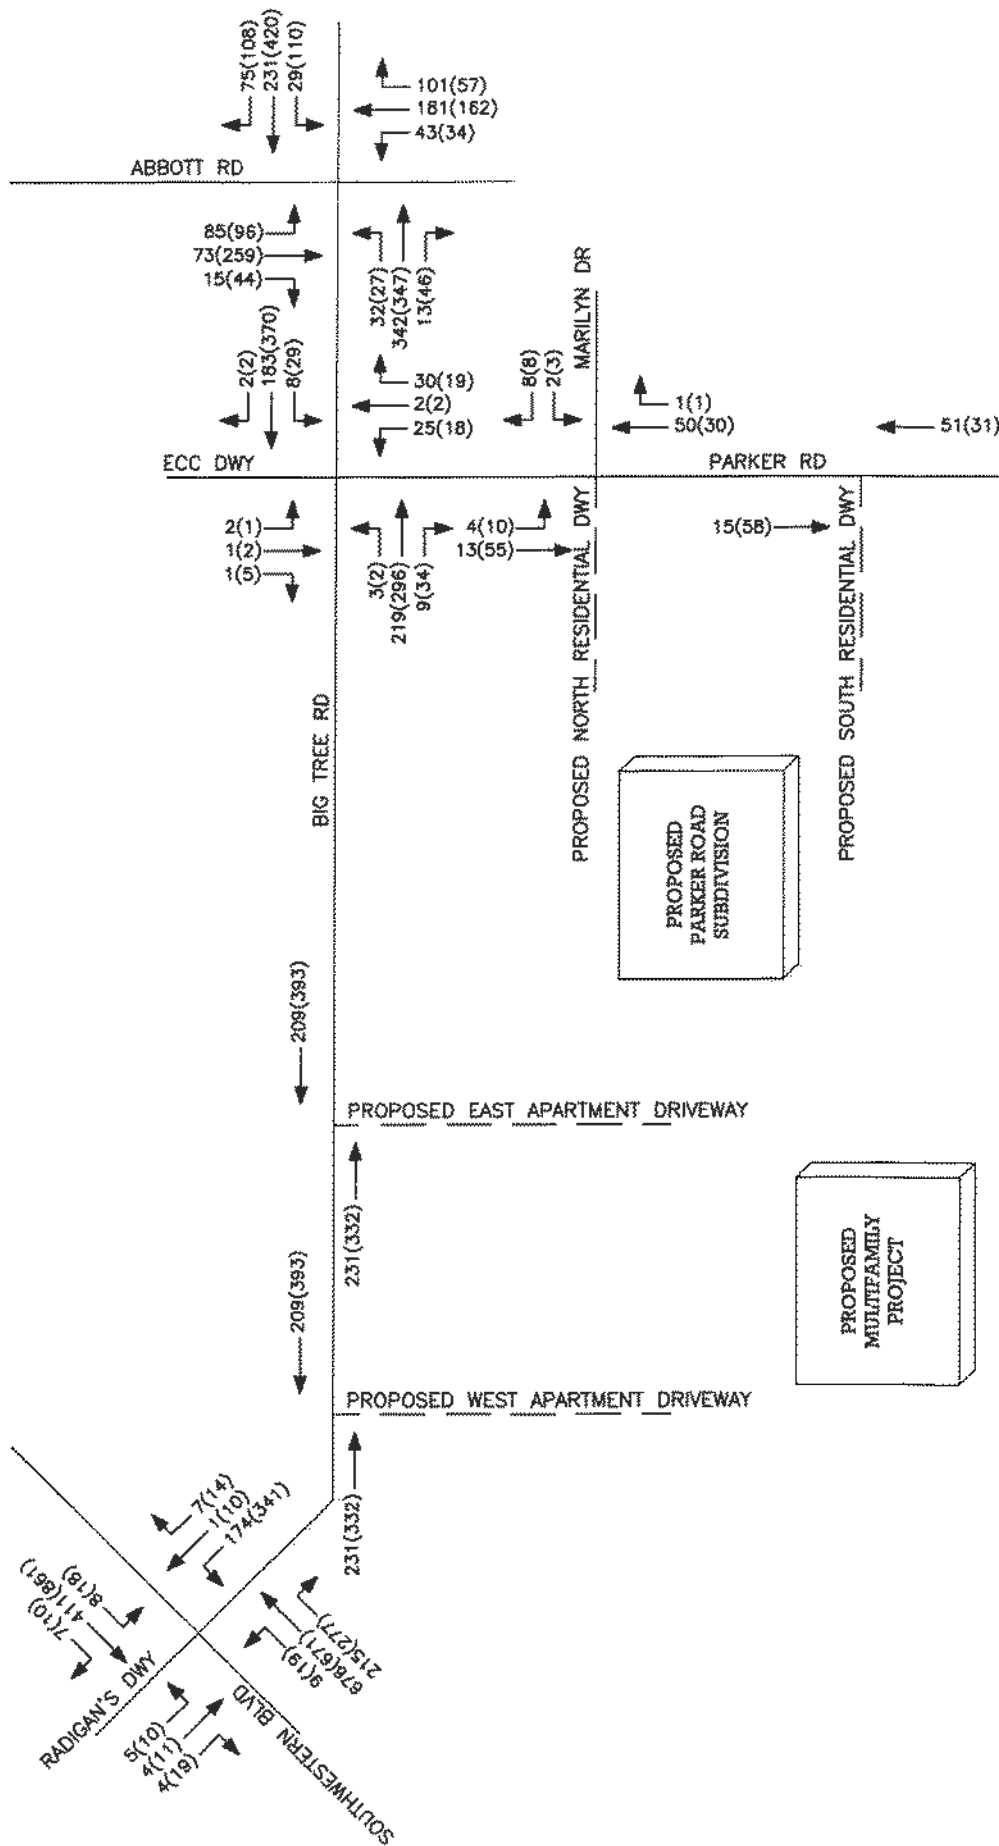 75(108)
231(420)
29(110)
101(57)
181(162)
43(34)
ABBOTT RD
85(96)
73(259)
15(44)
32(27)
342(347)
13(46)
MARILYN DR
2(2)
183(370)
8(29)
30(19)
2(2)
25(18)
8(8)
2(3)
1(1)
50(30)
51(31)
ECC DWY
PARKER RD
2(1)
1(2)
1(5)
3(2)
219(296)
9(34)
4(10)
13(55)
15(58)
PROPOSED NORTH RESIDENTIAL DWY
PROPOSED SOUTH RESIDENTIAL DWY
BIG TREE RD
PROPOSED
PARKER ROAD
SUBDIVISION
209(393)
PROPOSED EAST APARTMENT DRIVEWAY
231(332)
209(393)
PROPOSED
MULTIFAMILY
PROJECT
PROPOSED WEST APARTMENT DRIVEWAY
231(332)
7(14)
1(10)
174(341)
8(18)
411(861)
7(10)
9(19)
678(671)
215(277)
RADIGAN'S DWY
SOUTHWESTERN BLVD
5(10)
4(11)
4(19)